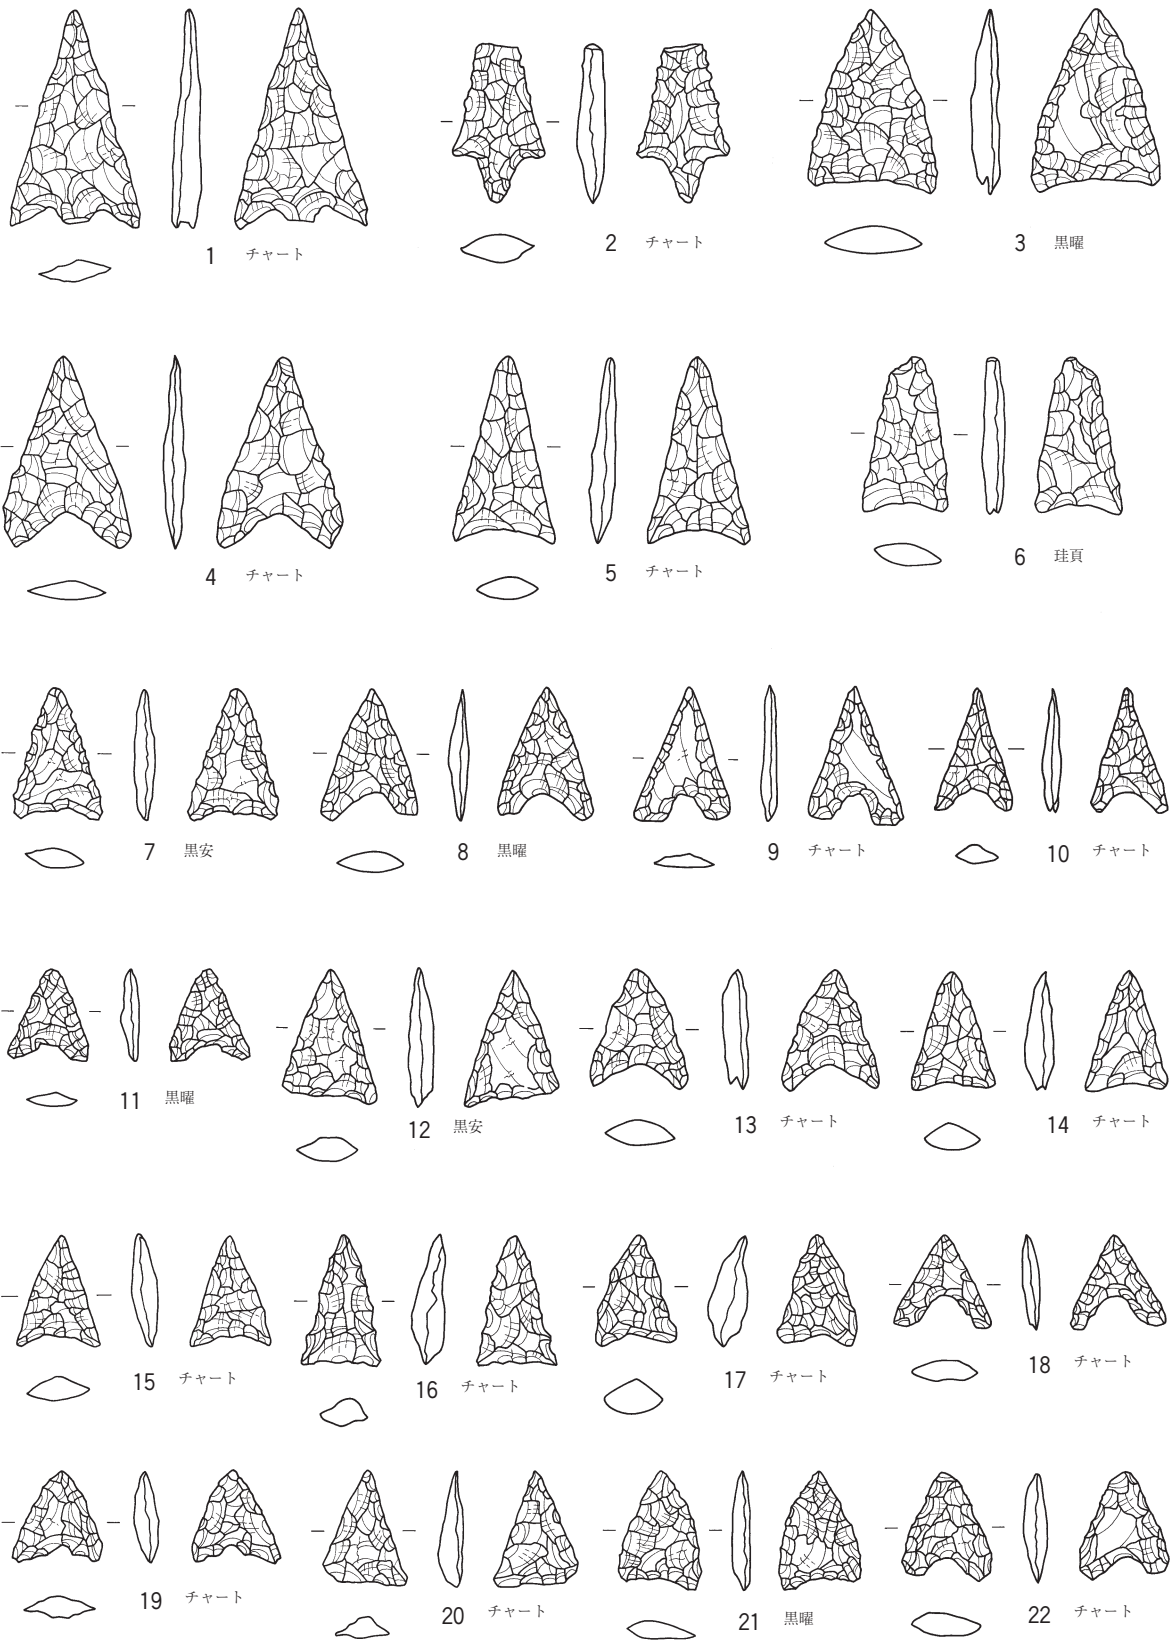 1 チャート
2 チャート
3 黒曜
4 チャート
5 チャート
6 珪頁
7 黒安
8 黒曜
9 チャート
10 チャート
11 黒曜
12 黒安
13 チャート
14 チャート
15 チャート
16 チャート
17 チャート
18 チャート
19 チャート
20 チャート
21 黒曜
22 チャート